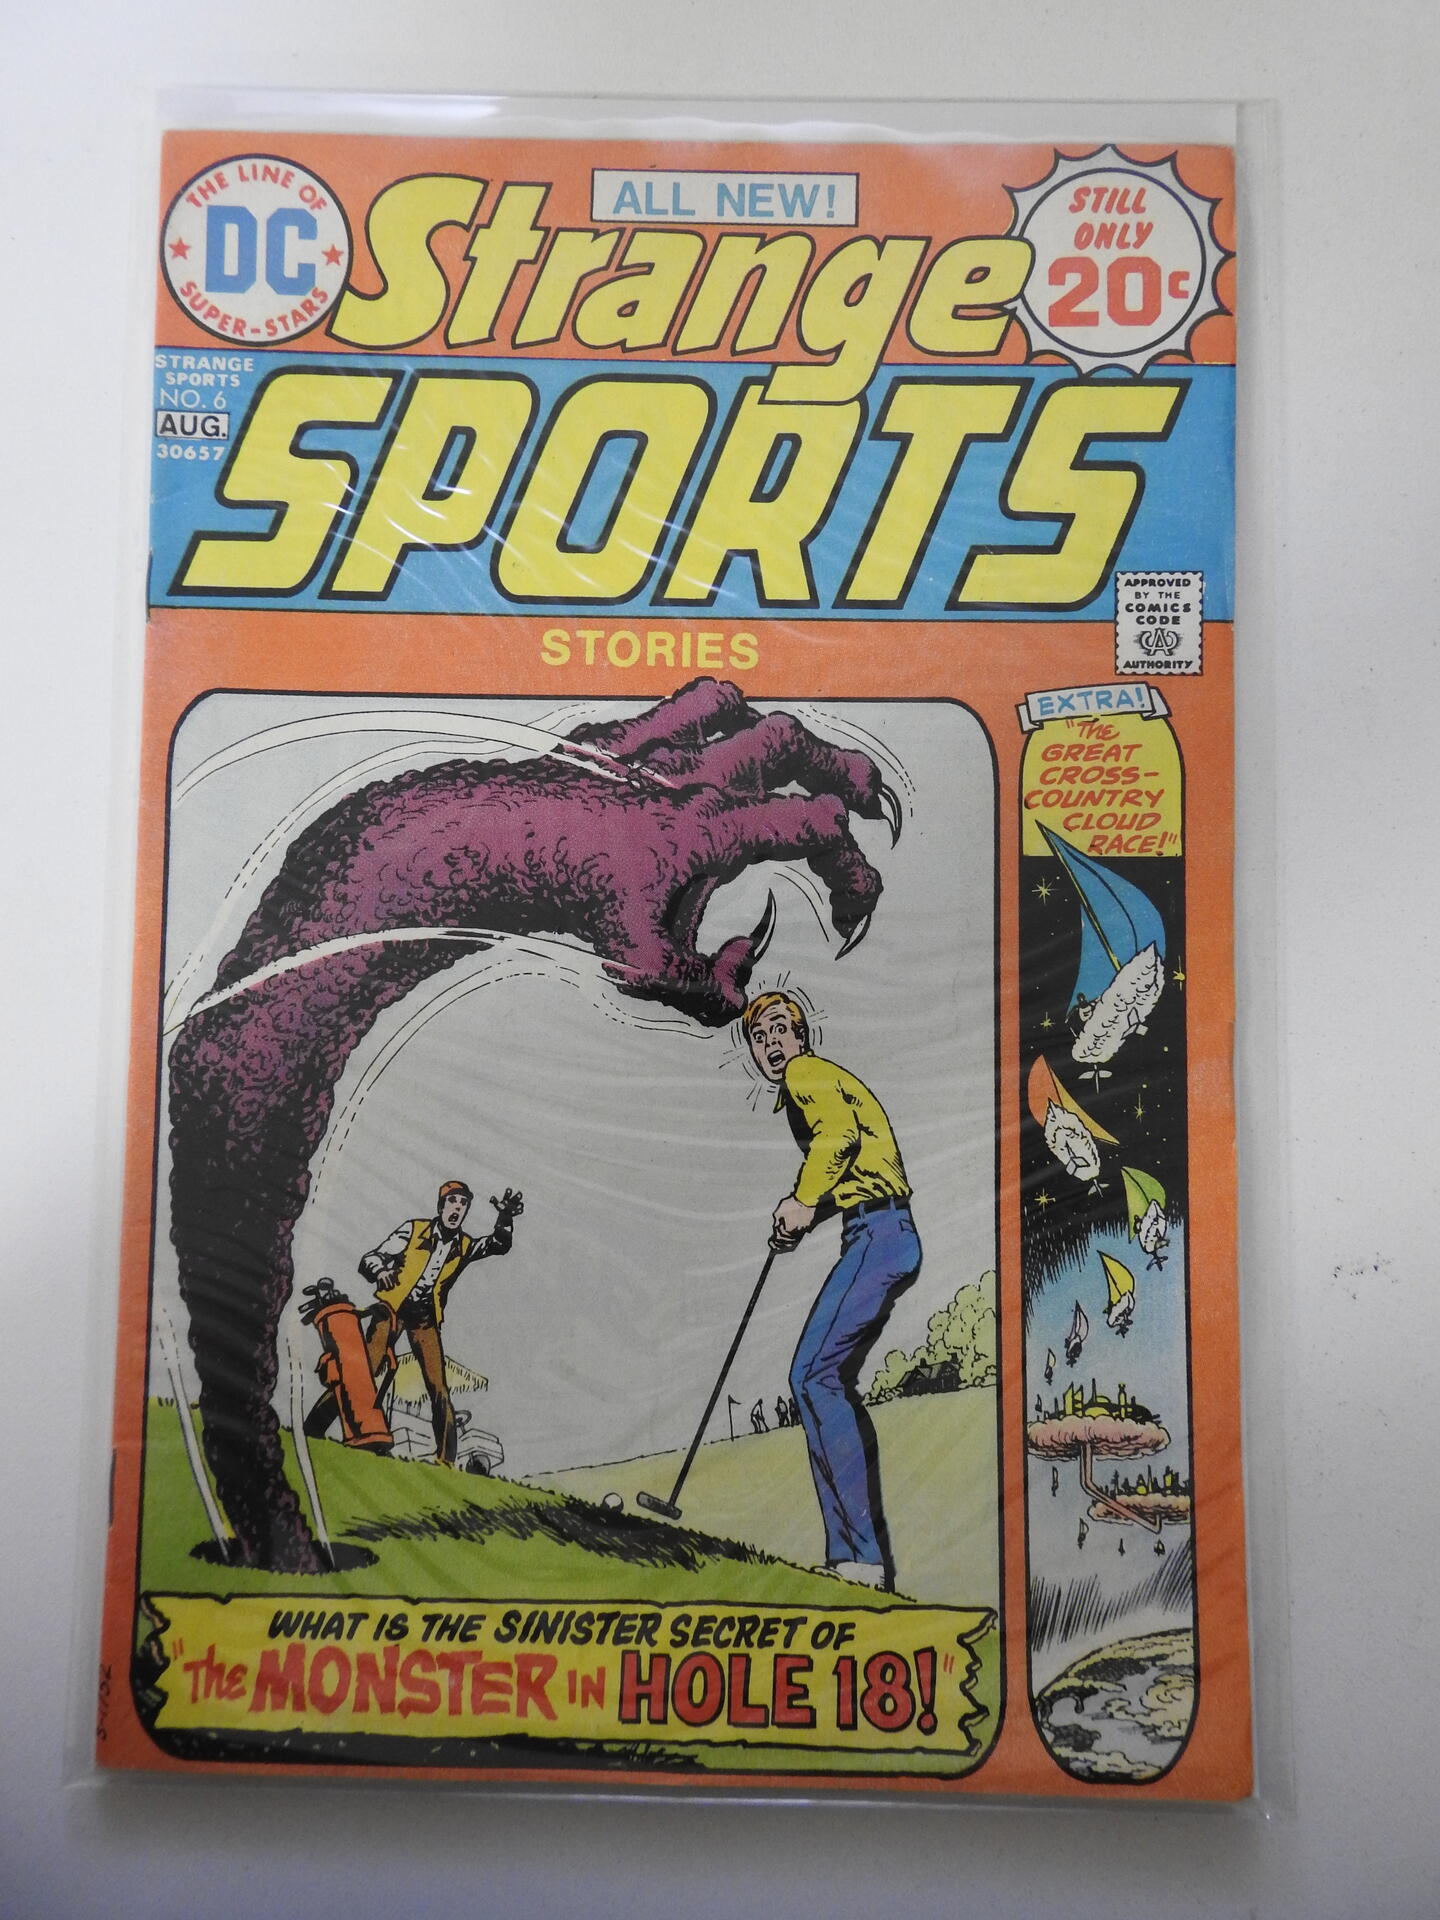 THE LINE OF
DC
SUPER-STARS
ALL NEW!
Strange
STILL
ONLY
20c
STRANGE
SPORTS
NO. 6
AUG.
30657
SPORTS
STORIES
APPROVED
BY THE
COMICS
CODE
CA
AUTHORITY
EXTRA!
"The
GREAT
CROSS-
COUNTRY
CLOUD
RACE!"
WHAT IS THE SINISTER SECRET OF
"The MONSTER IN HOLE 18!"